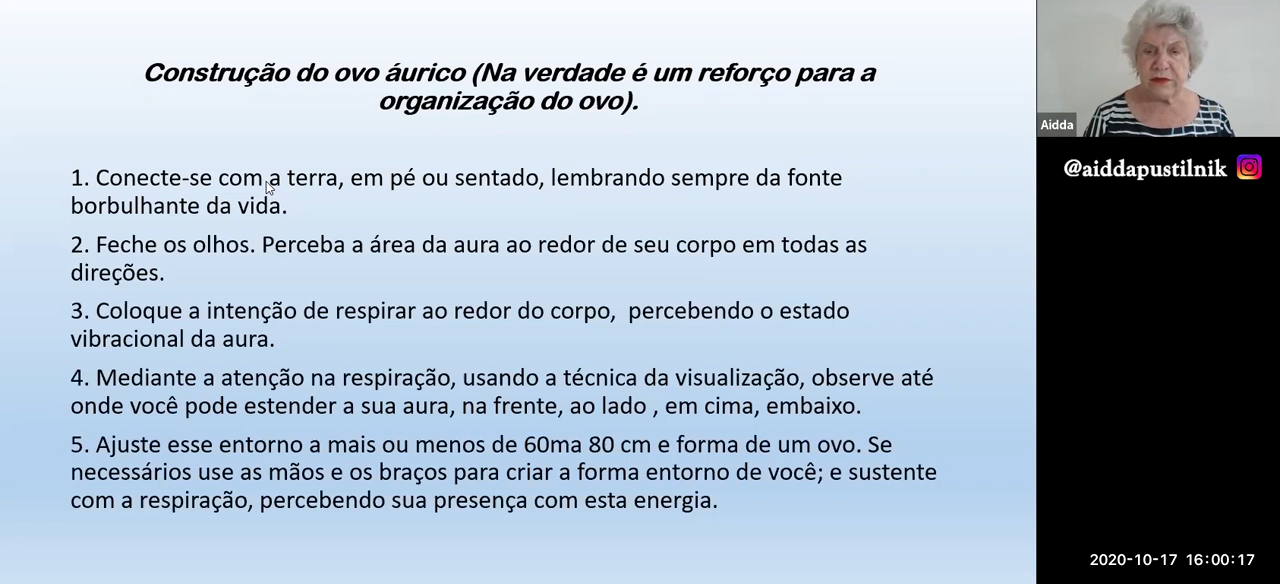 Construção do ovo áurico (Na verdade é um reforço para a
organização do ovo).
1. Conecte-se com a terra, em pé ou sentado, lembrando sempre da fonte
borbulhante da vida.
2. Feche os olhos. Perceba a área da aura ao redor de seu corpo em todas as
direções.
3. Coloque a intenção de respirar ao redor do corpo,  percebendo o estado
vibracional da aura.
4. Mediante a atenção na respiração, usando a técnica da visualização, observe até
onde você pode estender a sua aura, na frente, ao lado , em cima, embaixo.
5. Ajuste esse entorno a mais ou menos de 60ma 80 cm e forma de um ovo. Se
necessários use as mãos e os braços para criar a forma entorno de você; e sustente
com a respiração, percebendo sua presença com esta energia.
Aidda
@aiddapustilnik
2020-10-17 16:00:17